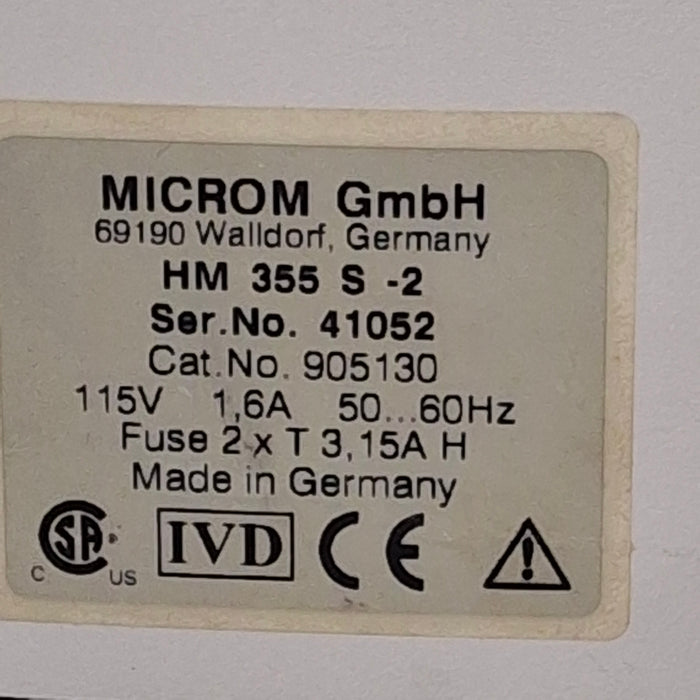 MICROM GmbH
69190 Walldorf, Germany
HM 355 S -2
Ser.No. 41052
Cat.No. 905130
115V 1,6A 50...60Hz
Fuse 2 x T 3,15A H
Made in Germany
C SA US IVD CE !